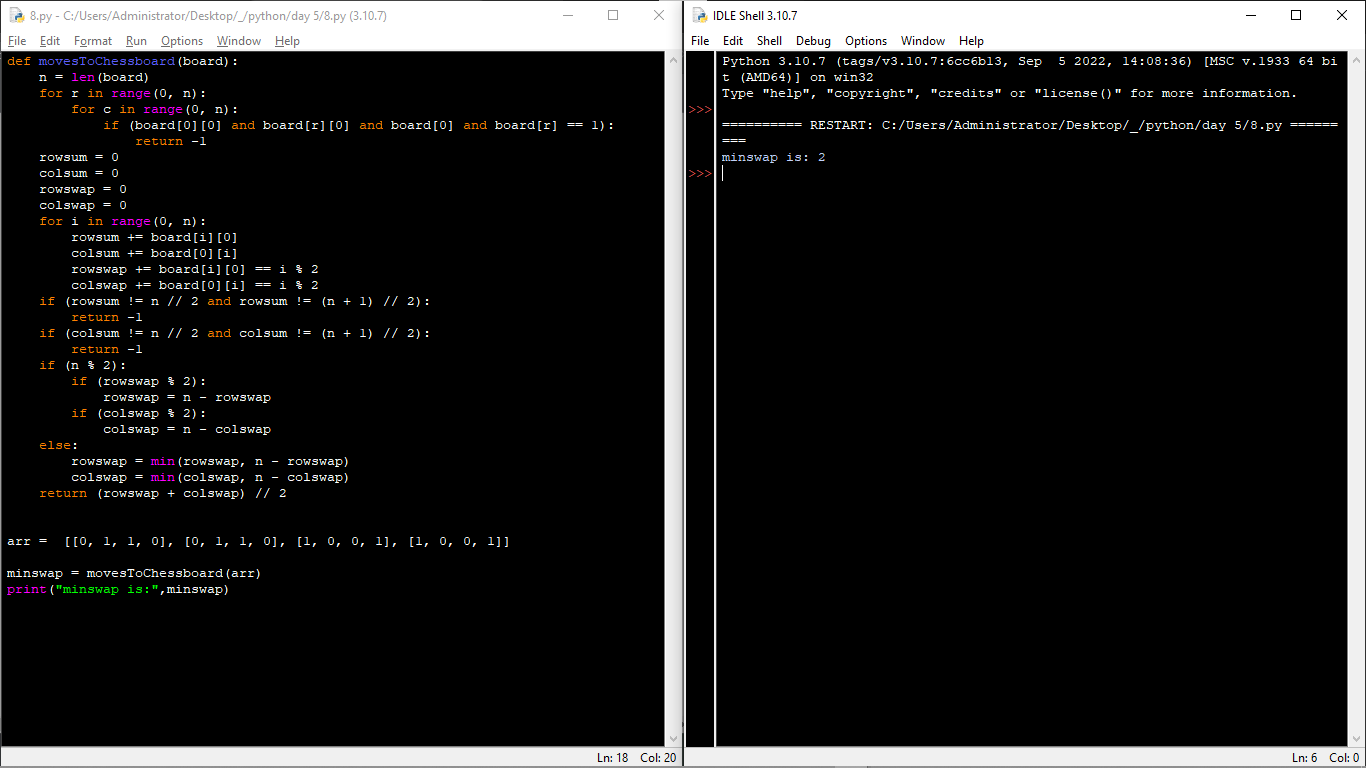 8.py - C:/Users/Administrator/Desktop/_/python/day 5/8.py (3.10.7)
File Edit Format Run Options Window Help
def movesToChessboard(board):
    n = len(board)
    for r in range(0, n):
        for c in range(0, n):
            if (board[0][0] and board[r][0] and board[0] and board[r] == 1):
                return -1
    rowsum = 0
    colsum = 0
    rowswap = 0
    colswap = 0
    for i in range(0, n):
        rowsum += board[i][0]
        colsum += board[0][i]
        rowswap += board[i][0] == i % 2
        colswap += board[0][i] == i % 2
    if (rowsum != n // 2 and rowsum != (n + 1) // 2):
        return -1
    if (colsum != n // 2 and colsum != (n + 1) // 2):
        return -1
    if (n % 2):
        if (rowswap % 2):
            rowswap = n - rowswap
        if (colswap % 2):
            colswap = n - colswap
    else:
        rowswap = min(rowswap, n - rowswap)
        colswap = min(colswap, n - colswap)
    return (rowswap + colswap) // 2
arr =  [[0, 1, 1, 0], [0, 1, 1, 0], [1, 0, 0, 1], [1, 0, 0, 1]]
minswap = movesToChessboard(arr)
print("minswap is:",minswap)
Ln: 18 Col: 20
IDLE Shell 3.10.7
File Edit Shell Debug Options Window Help
Python 3.10.7 (tags/v3.10.7:6cc6b13, Sep  5 2022, 14:08:36) [MSC v.1933 64 bi
t (AMD64)] on win32
Type "help", "copyright", "credits" or "license()" for more information.
>>>
========== RESTART: C:/Users/Administrator/Desktop/_/python/day 5/8.py ======
===
minswap is: 2
>>>
Ln: 6 Col: 0